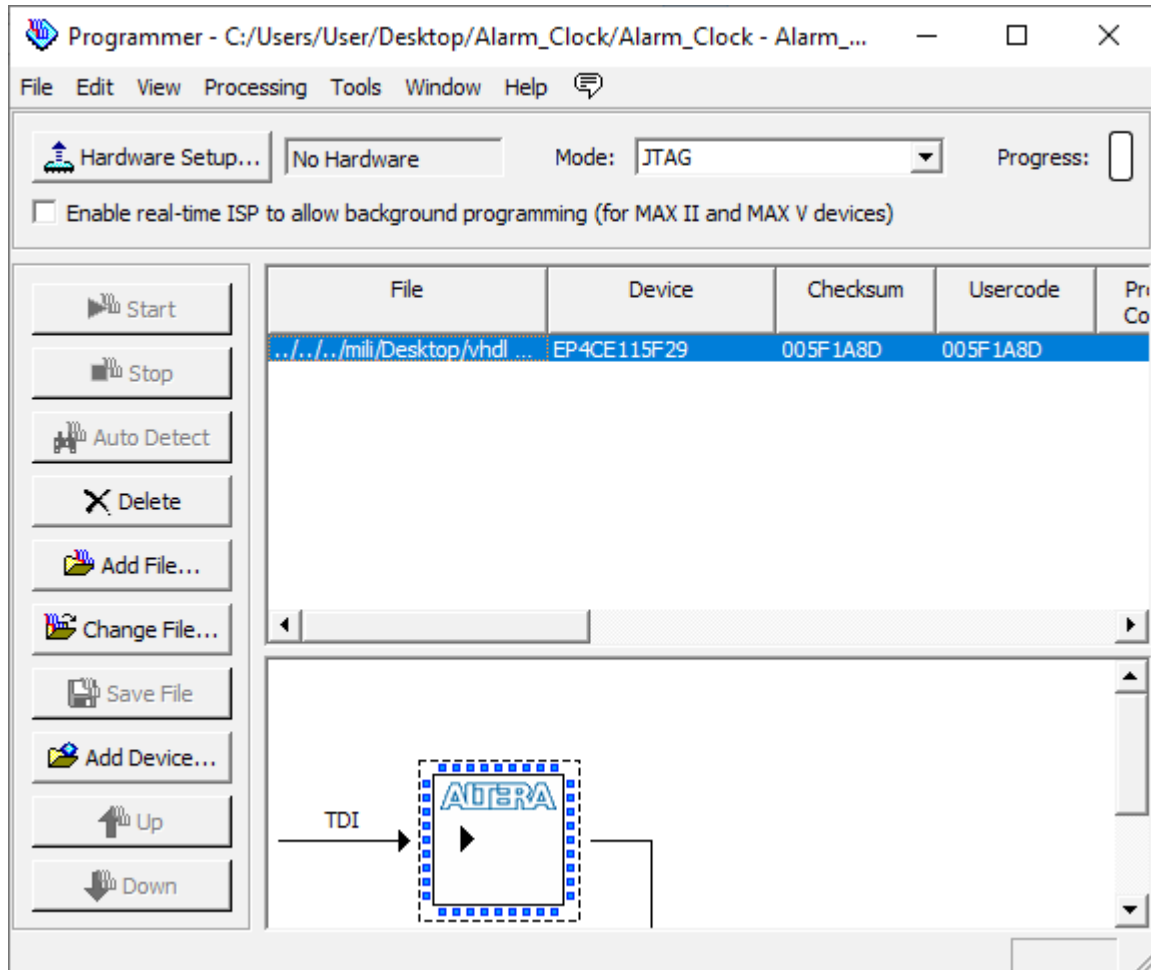 Programmer - C:/Users/User/Desktop/Alarm_Clock/Alarm_Clock - Alarm_...
File Edit View Processing Tools Window Help
Hardware Setup... No Hardware Mode: JTAG Progress:
Enable real-time ISP to allow background programming (for MAX II and MAX V devices)
Start
Stop
Auto Detect
Delete
Add File...
Change File...
Save File
Add Device...
Up
Down
File Device Checksum Usercode
../../../mili/Desktop/vhdl ... EP4CE115F29 005F1A8D 005F1A8D
TDI
ALTERA